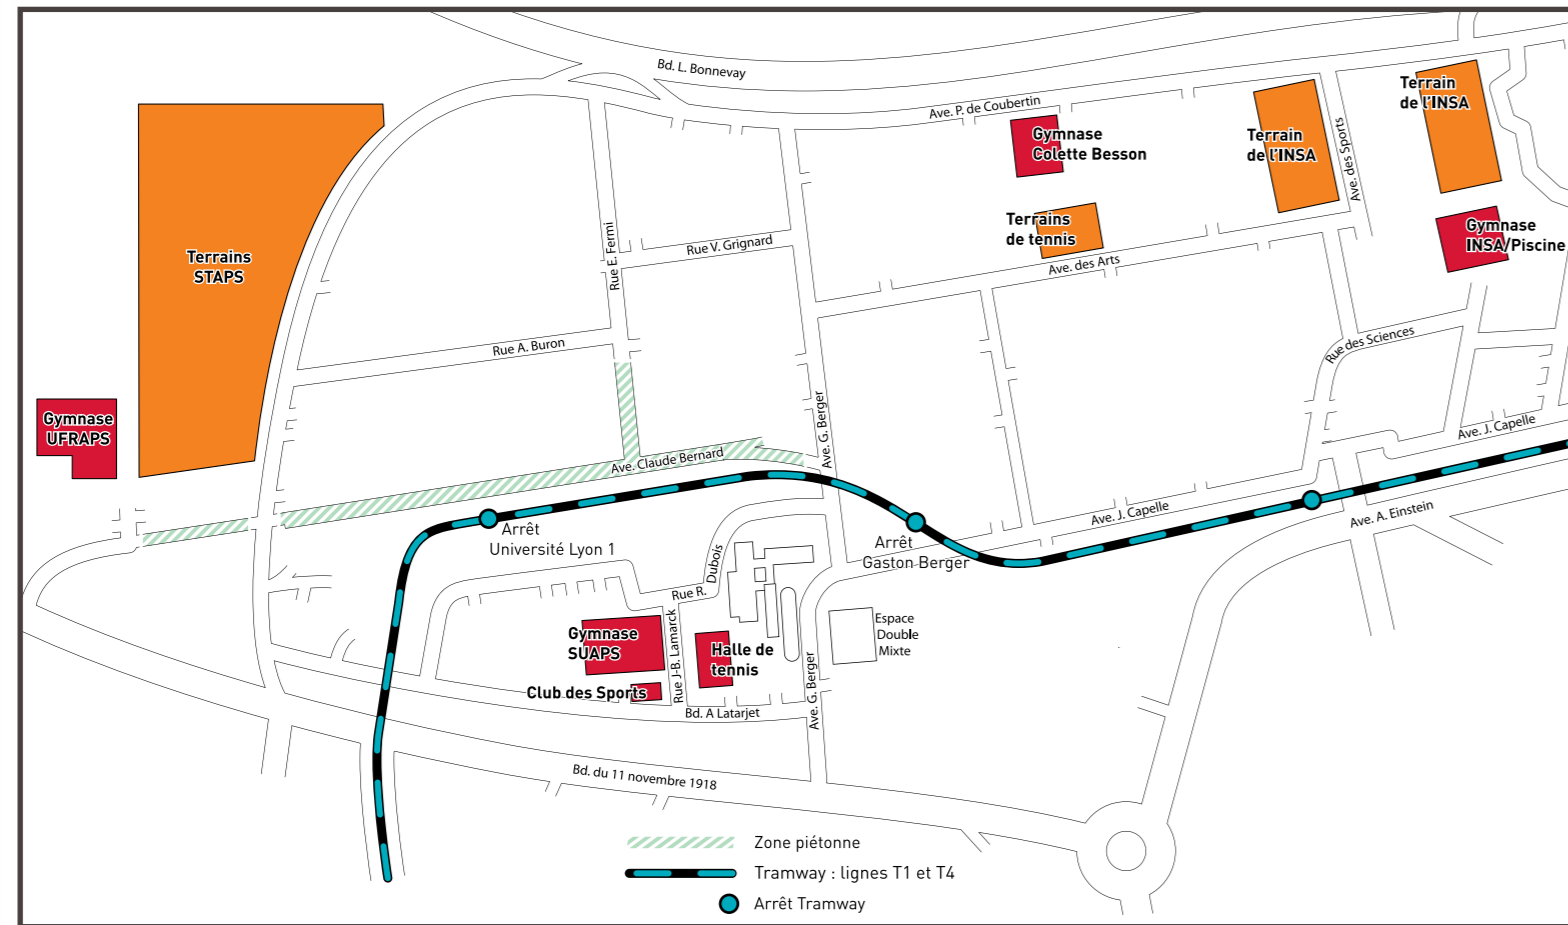 Bd. L. Bonnevay
Ave. P. de Coubertin
Terrain
de l'INSA
Gymnase
Colette Besson
Terrain
de l'INSA
Ave. des Sports
Terrains
de tennis
Gymnase
INSA/Piscine
Terrains
STAPS
Rue E. Fermi
Rue V. Grignard
Ave. des Arts
Rue A. Buron
Rue des Sciences
Gymnase
UFRAPS
Ave. G. Berger
Ave. J. Capelle
Ave. Claude Bernard
Arrêt
Université Lyon 1
Ave. J. Capelle
Ave. A. Einstein
Arrêt
Gaston Berger
Rue R.
Dubois
Gymnase
SUAPS
Rue J-B. Lamarck
Halle de
tennis
Espace
Double
Mixte
Club des Sports
Bd. A Latarjet
Ave. G. Berger
Bd. du 11 novembre 1918
Zone piétonne
Tramway : lignes T1 et T4
Arrêt Tramway